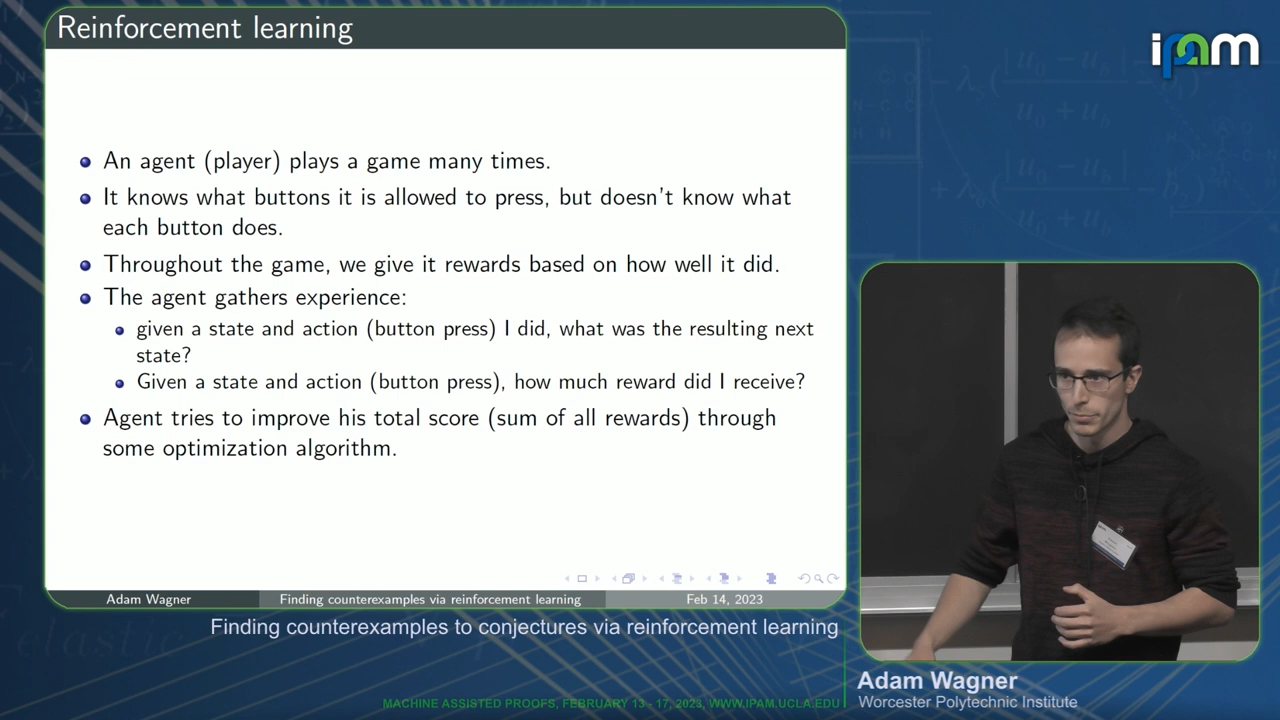 Reinforcement learning
ipam
An agent (player) plays a game many times.
It knows what buttons it is allowed to press, but doesn't know what
each button does.
Throughout the game, we give it rewards based on how well it did.
The agent gathers experience:
given a state and action (button press) I did, what was the resulting next
state?
Given a state and action (button press), how much reward did I receive?
Agent tries to improve his total score (sum of all rewards) through
some optimization algorithm.
Adam Wagner
Finding counterexamples via reinforcement learning
Feb 14, 2023
Finding counterexamples to conjectures via reinforcement learning
Adam Wagner
Worcester Polytechnic Institute
MACHINE ASSISTED PROOFS, FEBRUARY 13 - 17, 2023, WWW.IPAM.UCLA.EDU